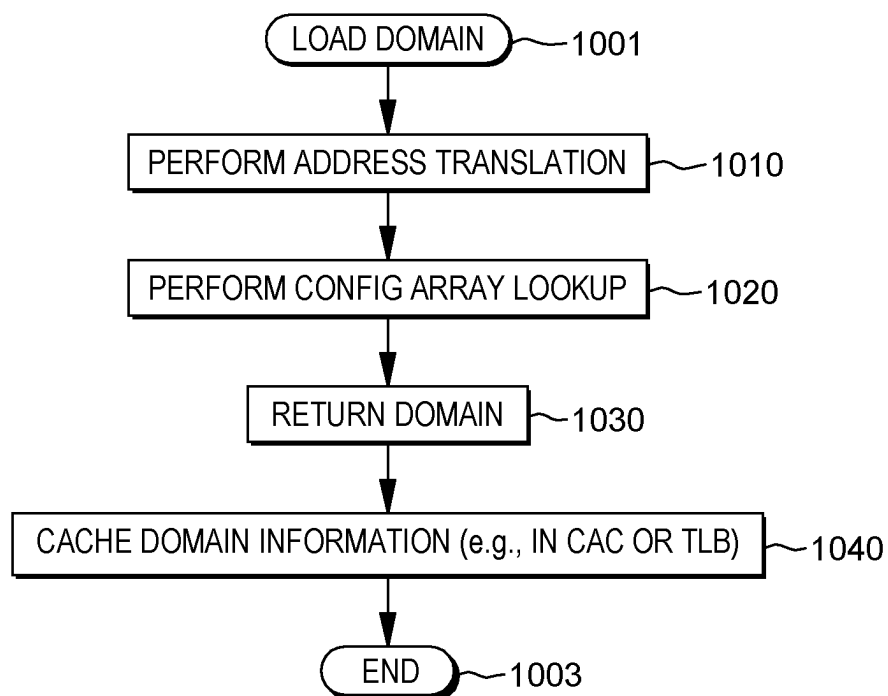 LOAD DOMAIN 1001
PERFORM ADDRESS TRANSLATION 1010
PERFORM CONFIG ARRAY LOOKUP 1020
RETURN DOMAIN 1030
CACHE DOMAIN INFORMATION (e.g., IN CAC OR TLB) 1040
END 1003